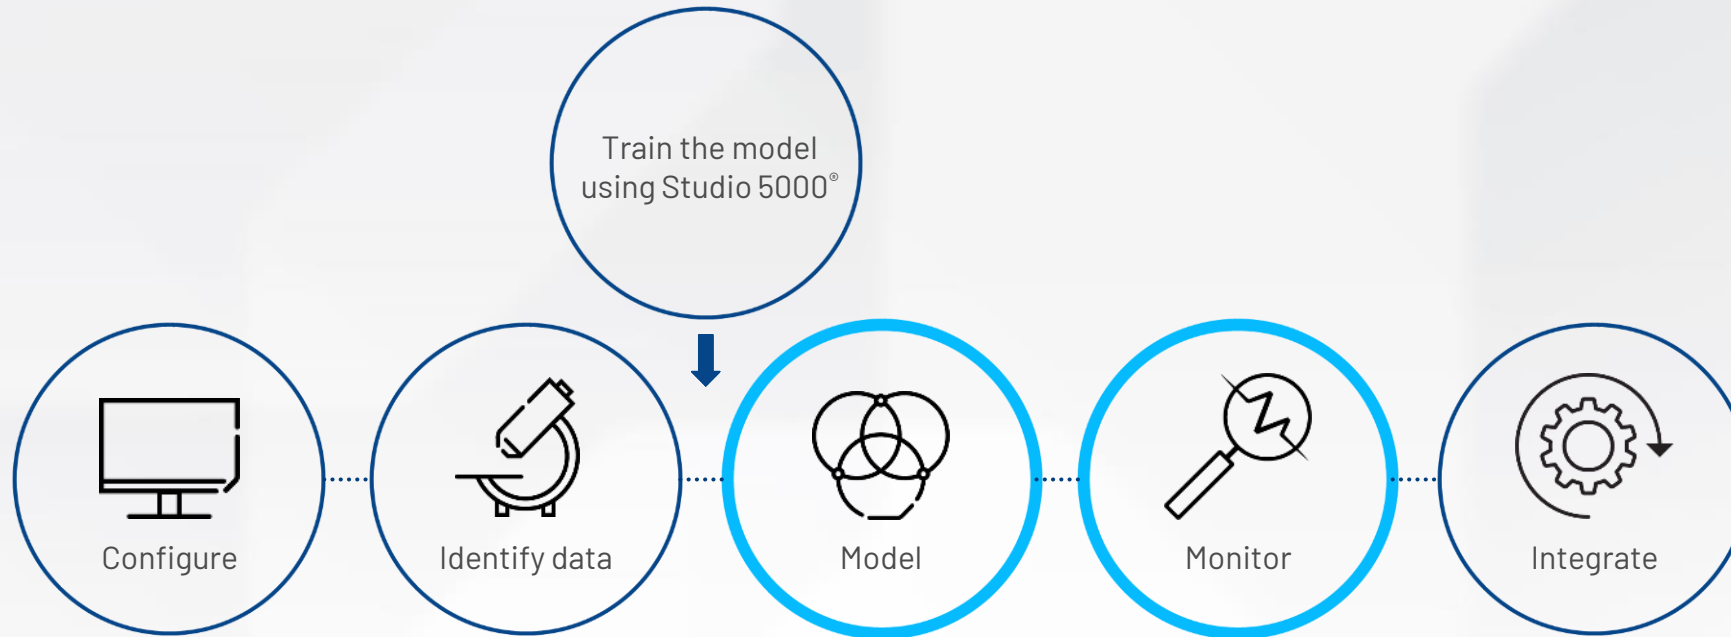 Train the model
using Studio 5000®
Configure
Identify data
Model
Monitor
Integrate